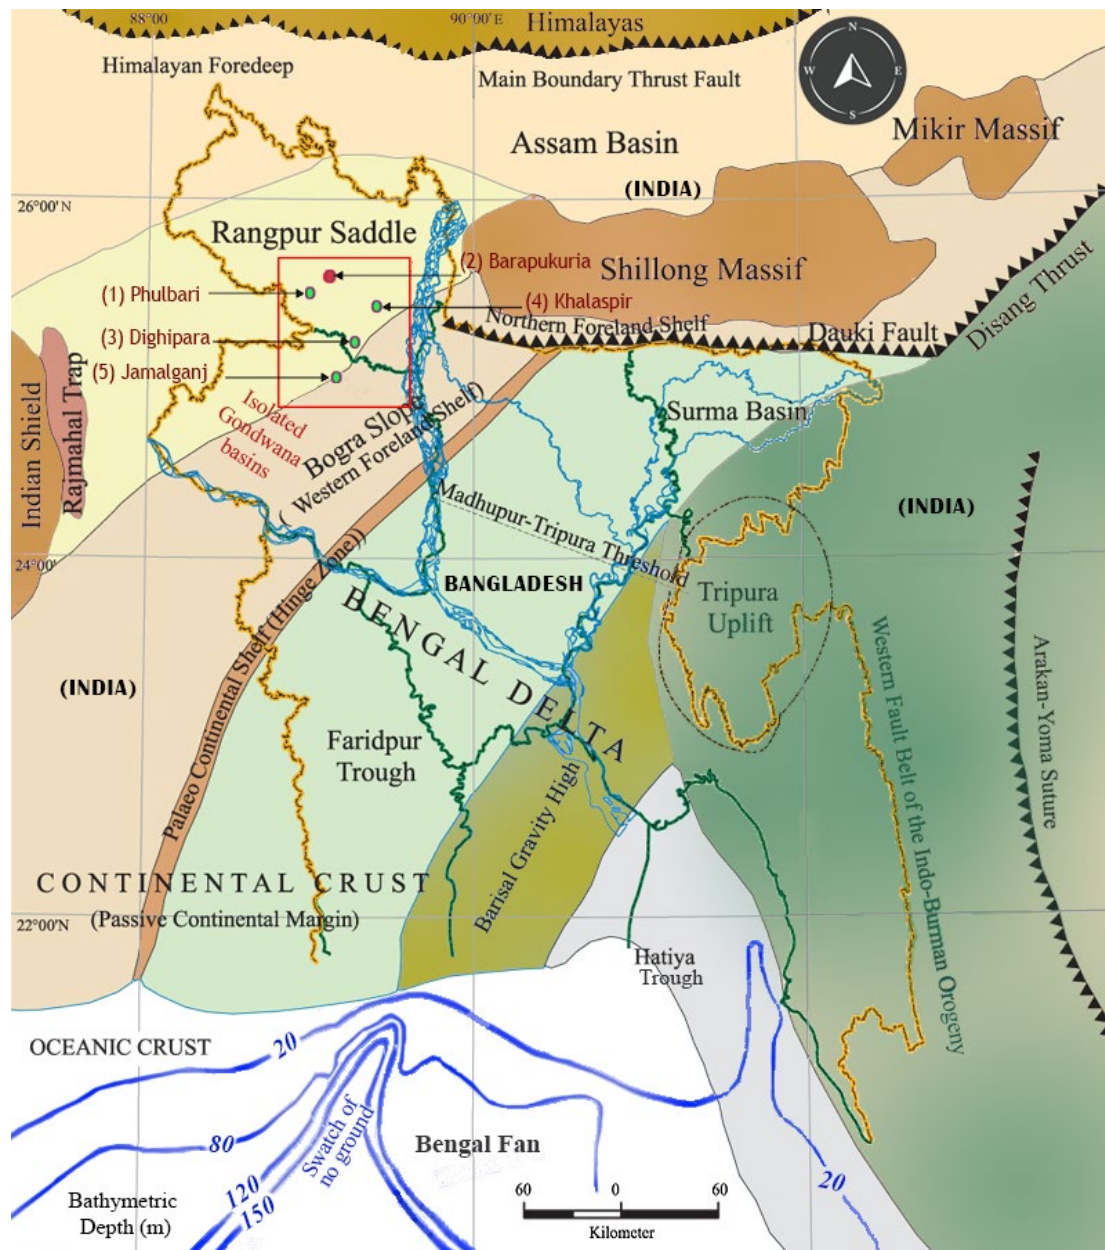 88°00
90°00' E
Himalayas
Himalayan Foredeep
Main Boundary Thrust Fault
N
W
E
S
Assam Basin
Mikir Massif
(INDIA)
26°00' N
Rangpur Saddle
(2) Barapukuria
Shillong Massif
(1) Phulbari
(4) Khalaspir
Northern Foreland Shelf
Dauki Fault
Disang Thrust
(3) Dighipara
(5) Jamalganj
Indian Shield
Rajmahal Trap
Isolated
Gondwana
basins
Bogra Slope
( Western Foreland Shelf)
Surma Basin
Madhupur-Tripura Threshold
(INDIA)
24°00'
BANGLADESH
Tripura
Uplift
BENGAL DELTA
Palaeo Continental Shelf (Hinge Zone))
(INDIA)
Faridpur
Trough
Western Fault Belt of the Indo-Burman Orogeny
Arakan-Yoma Suture
Barisal Gravity High
CONTINENTAL CRUST
(Passive Continental Margin)
22°00'N
Hatiya
Trough
OCEANIC CRUST
20
80
120
150
Swatch of
no ground
Bengal Fan
20
Bathymetric
Depth (m)
60 0 60
Kilometer